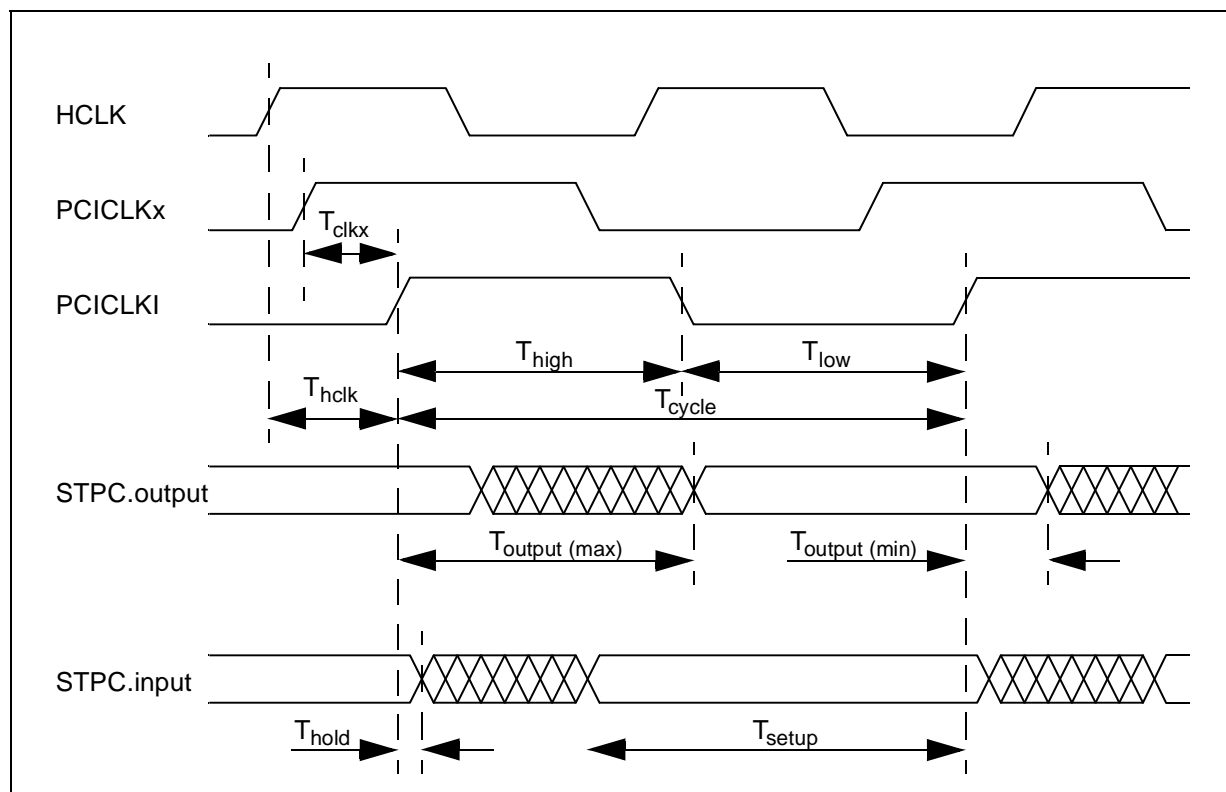 HCLK
PCICLKx
Tclkx
PCICLKI
Thigh
Tlow
Thclk
Tcycle
STPC.output
Toutput (max)
Toutput (min)
STPC.input
Thold
Tsetup